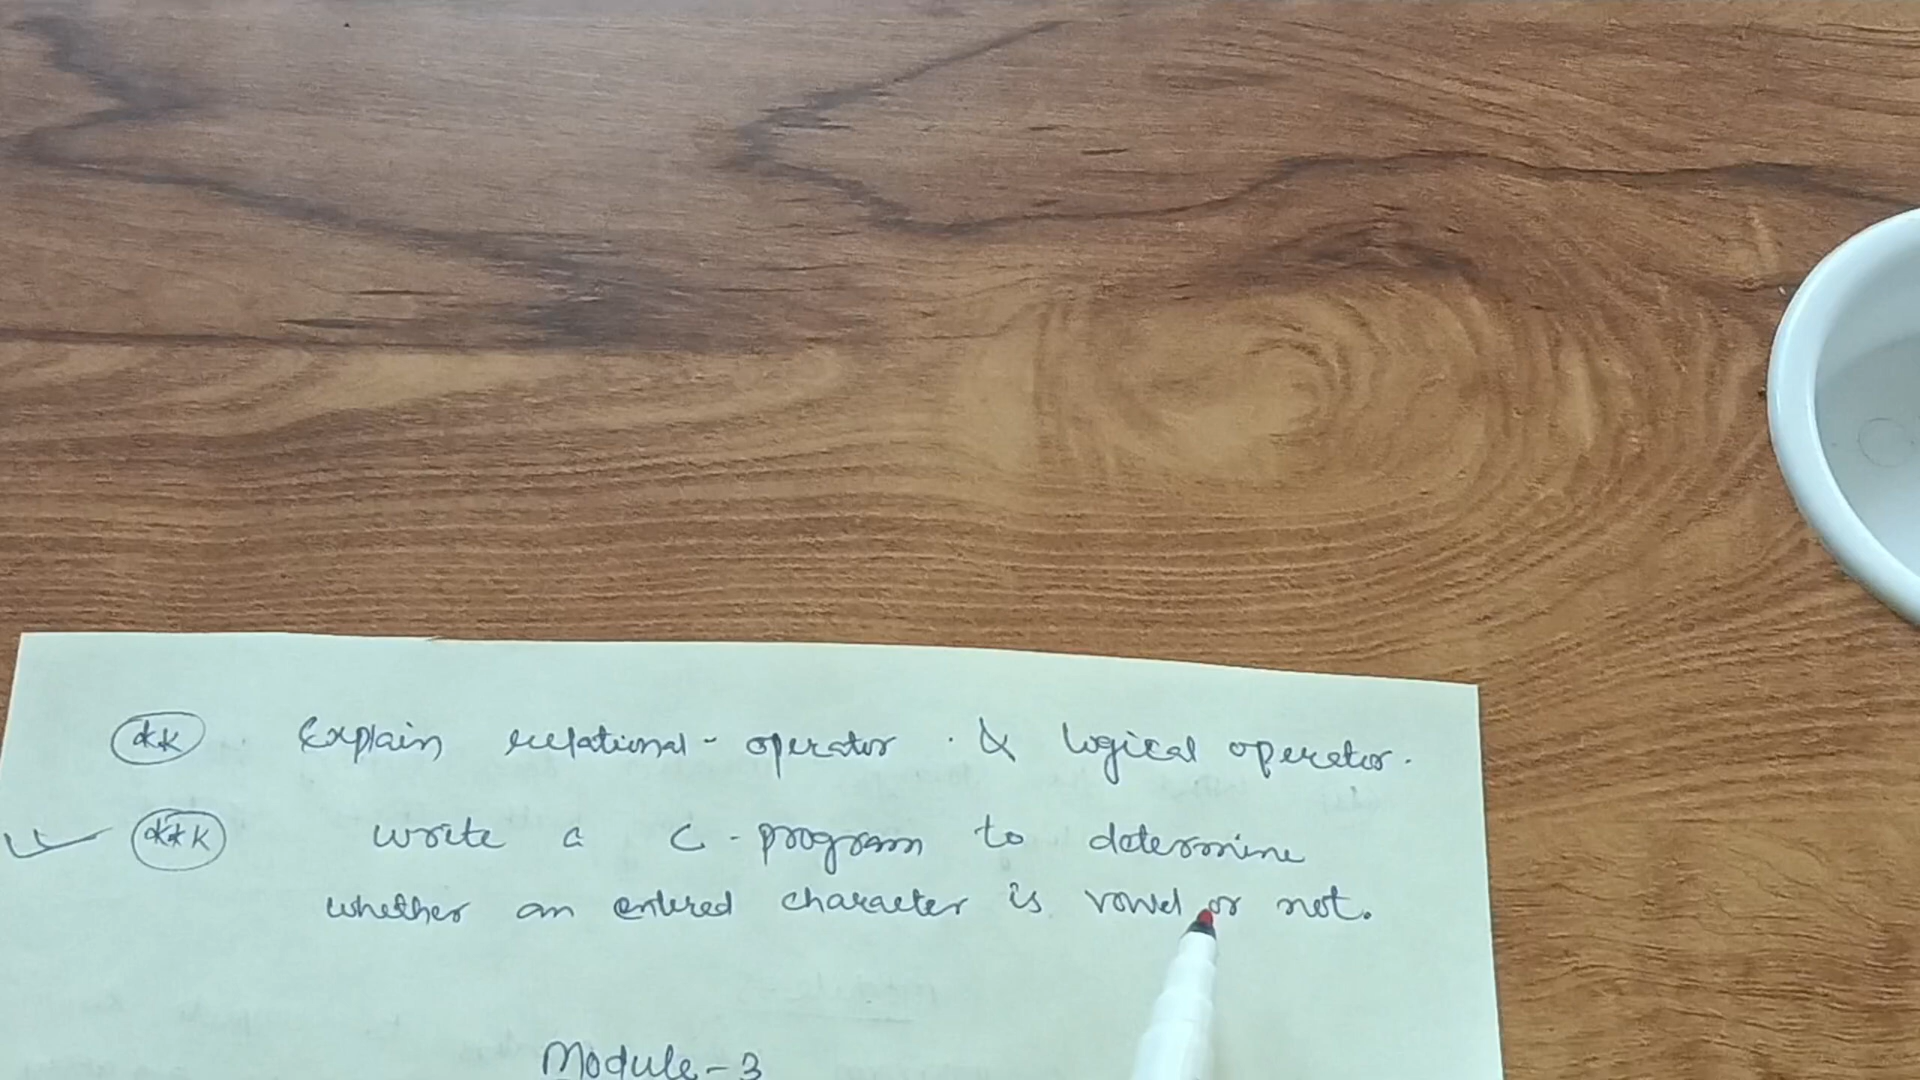 ** Explain relational - operator & logical operator.
*** write a C - program to determine
whether an entered character is vowel or not.
Module - 3